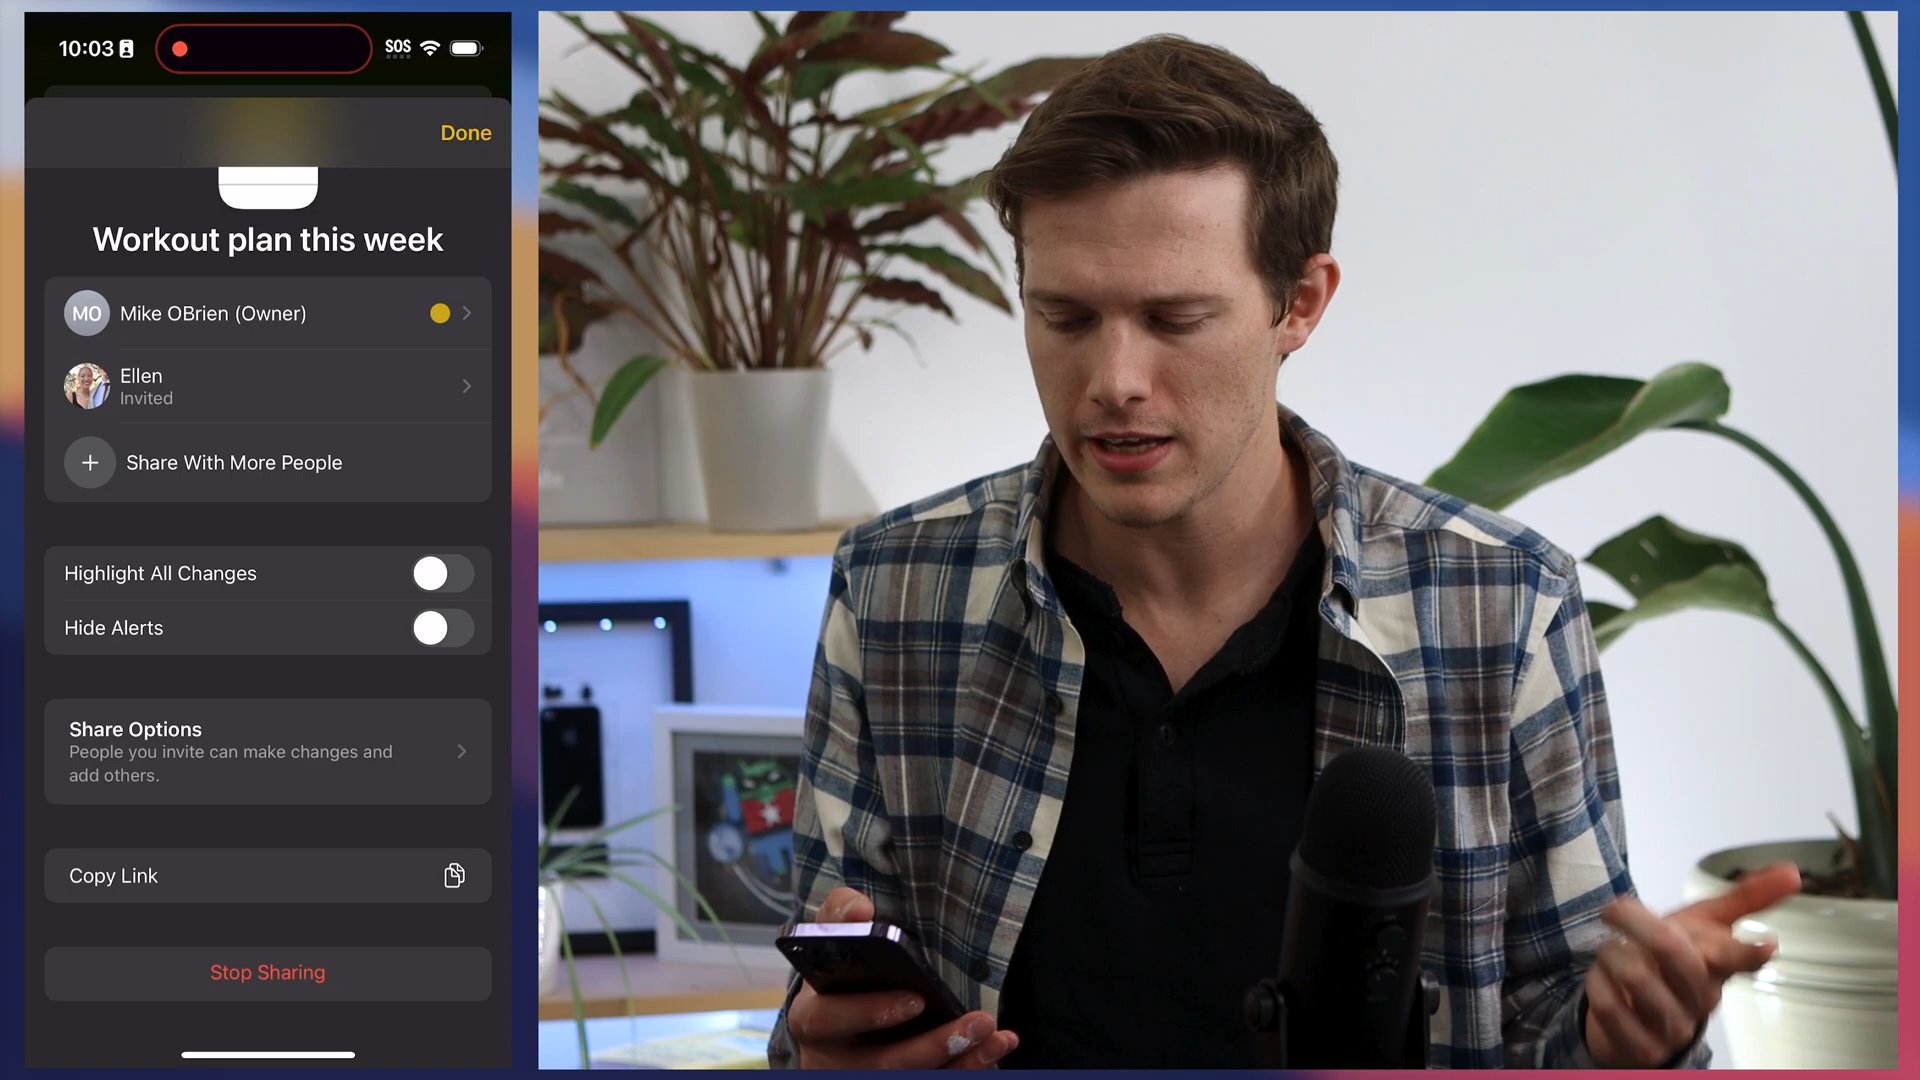 10:03
SOS
Done
Workout plan this week
MO
Mike OBrien (Owner)
Ellen
Invited
Share With More People
Highlight All Changes
Hide Alerts
Share Options
People you invite can make changes and
add others.
Copy Link
Stop Sharing